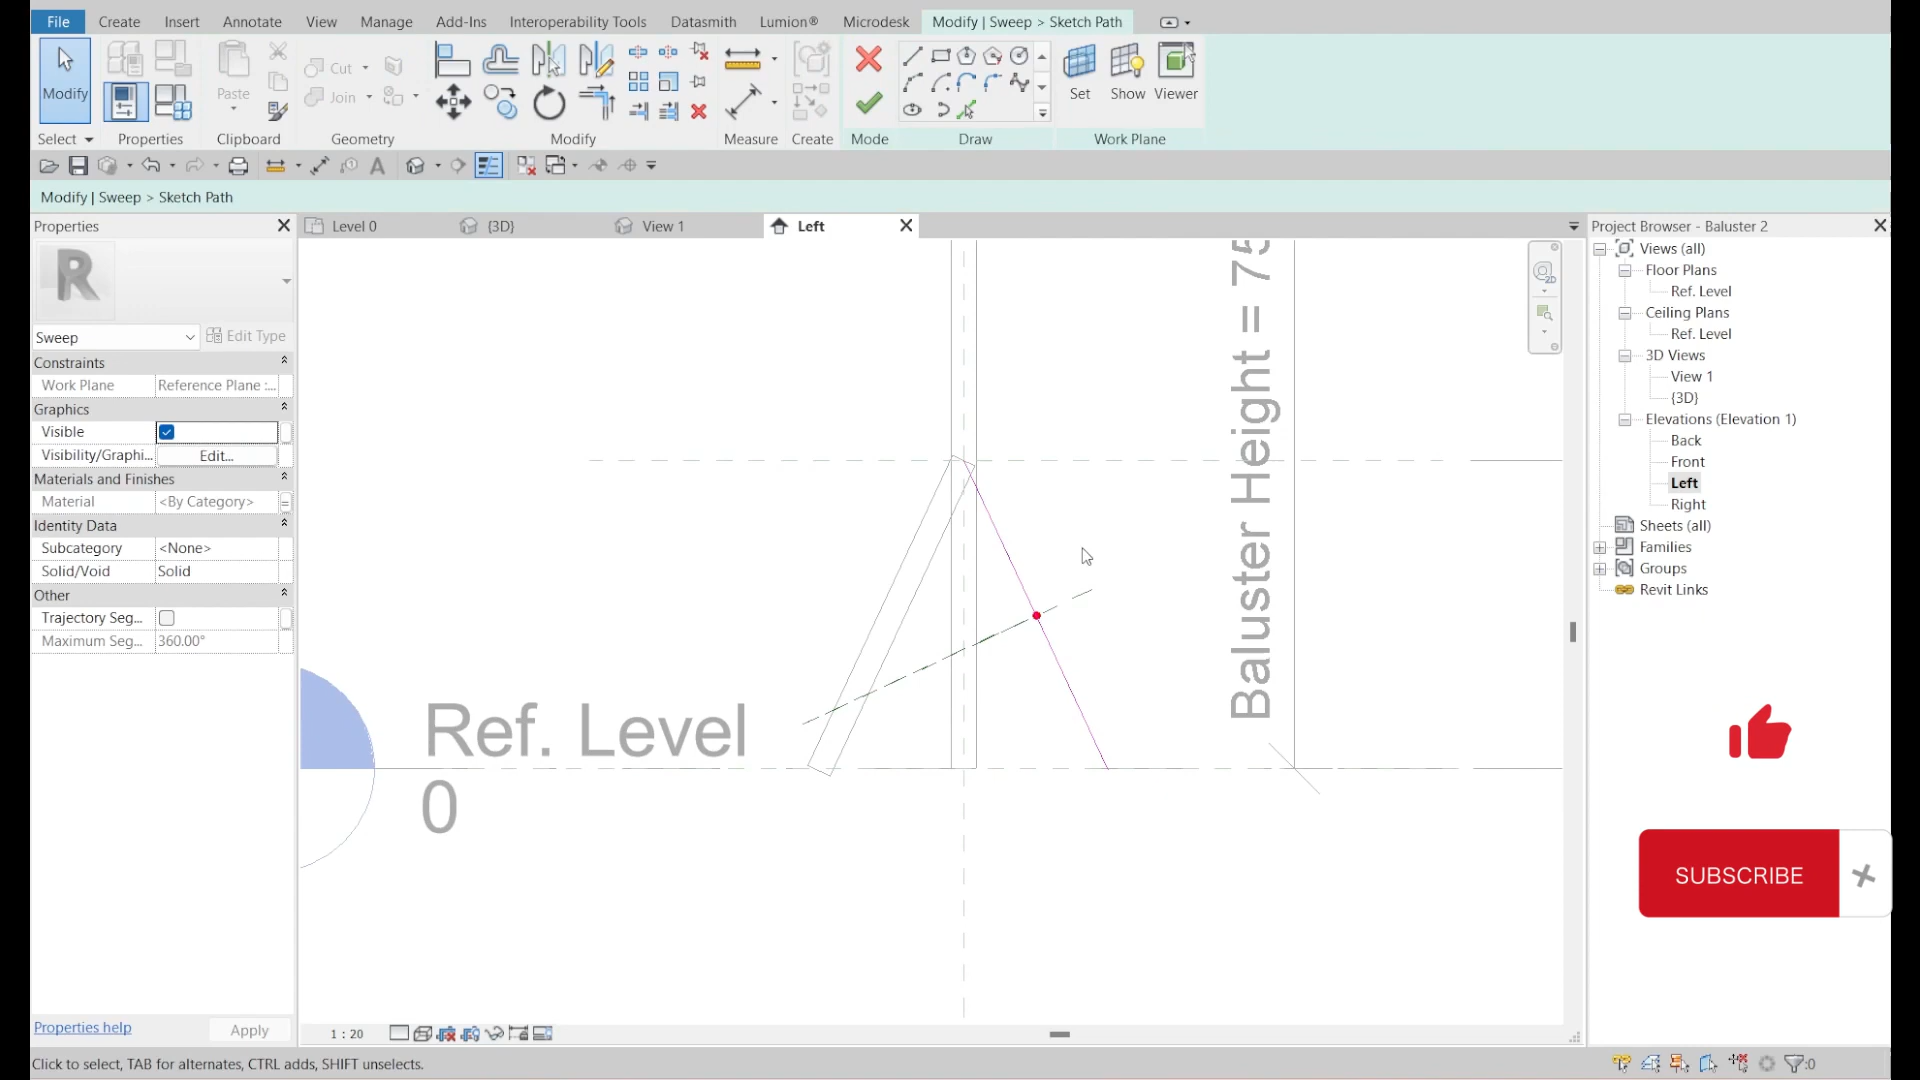 File Create Insert Annotate View Manage Add-Ins Interoperability Tools Datasmith Lumion® Microdesk Modify | Sweep > Sketch Path
Modify Paste Cut Join Set Show Viewer
Select Properties Clipboard Geometry Modify Measure Create Mode Draw Work Plane
Modify | Sweep > Sketch Path
Properties
Level 0 {3D} View 1 Left
Project Browser - Baluster 2
R
Sweep Edit Type
Constraints
Work Plane Reference Plane :...
Graphics
Visible
Visibility/Graphi... Edit...
Materials and Finishes
Material <By Category>
Identity Data
Subcategory <None>
Solid/Void Solid
Other
Trajectory Seg...
Maximum Seg... 360.00°
Properties help Apply
Ref. Level
0
Baluster Height = 75
2D
Views (all)
Floor Plans
Ref. Level
Ceiling Plans
Ref. Level
3D Views
View 1
{3D}
Elevations (Elevation 1)
Back
Front
Left
Right
Sheets (all)
Families
Groups
Revit Links
SUBSCRIBE
1 : 20
Click to select, TAB for alternates, CTRL adds, SHIFT unselects.
:0